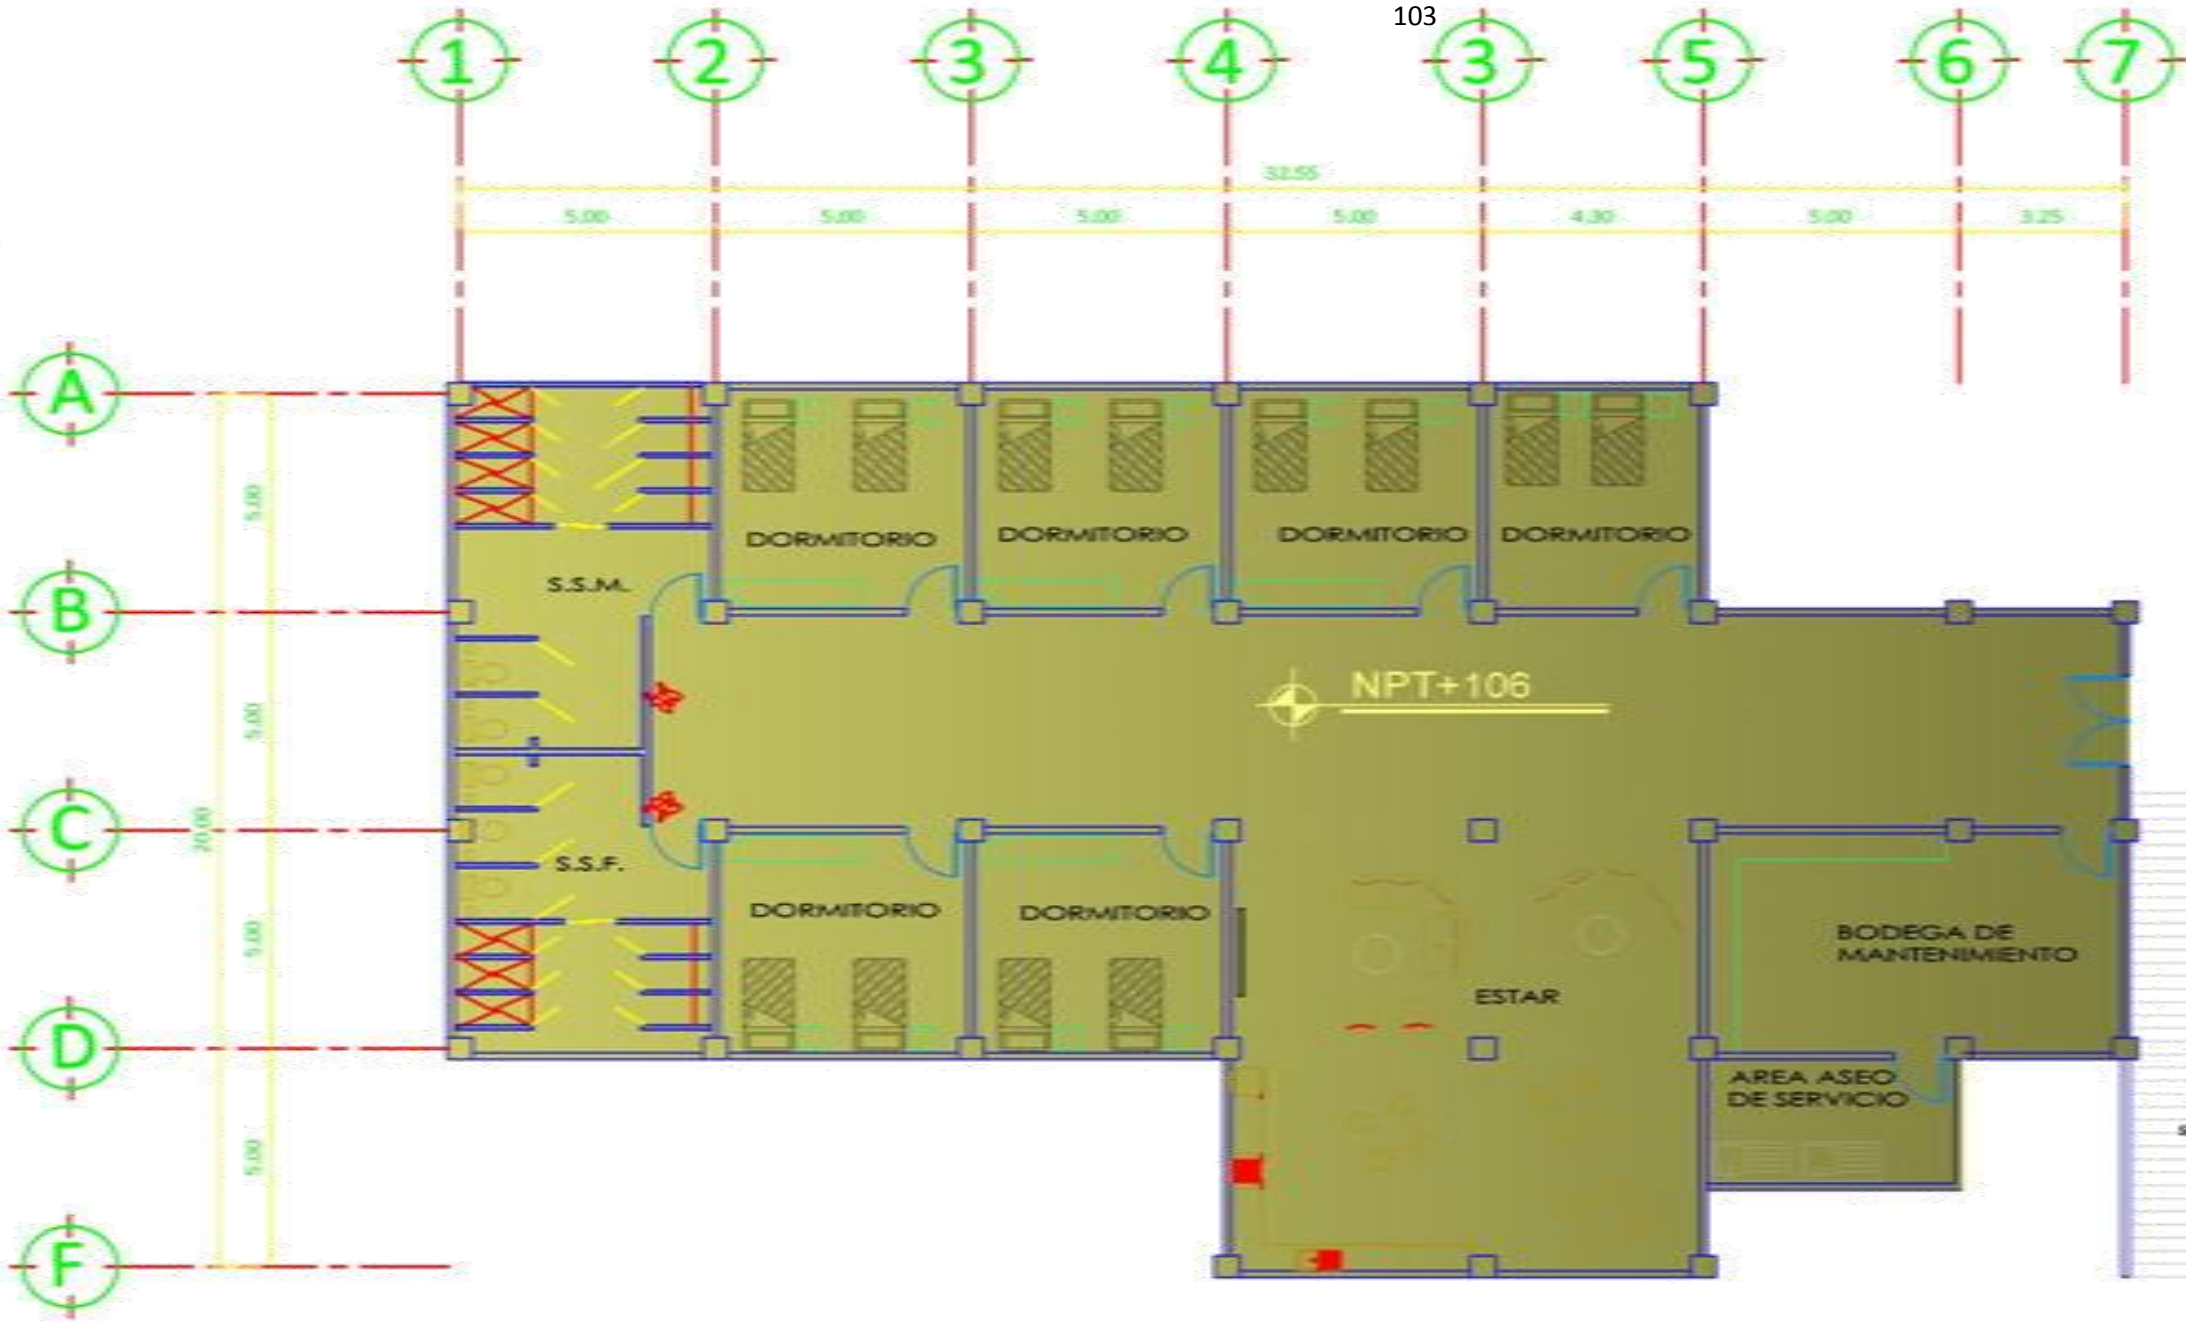 103
1 2 3 4 3 5 6 7
32.55
5.00 5.00 5.00 5.00 4.30 5.00 3.25
A
5.00
DORMITORIO DORMITORIO DORMITORIO DORMITORIO
S.S.M.
B
NPT+106
5.00
C
20.00
S.S.F.
DORMITORIO DORMITORIO
BODEGA DE
MANTENIMIENTO
5.00
ESTAR
D
AREA ASEO
DE SERVICIO
5.00
F